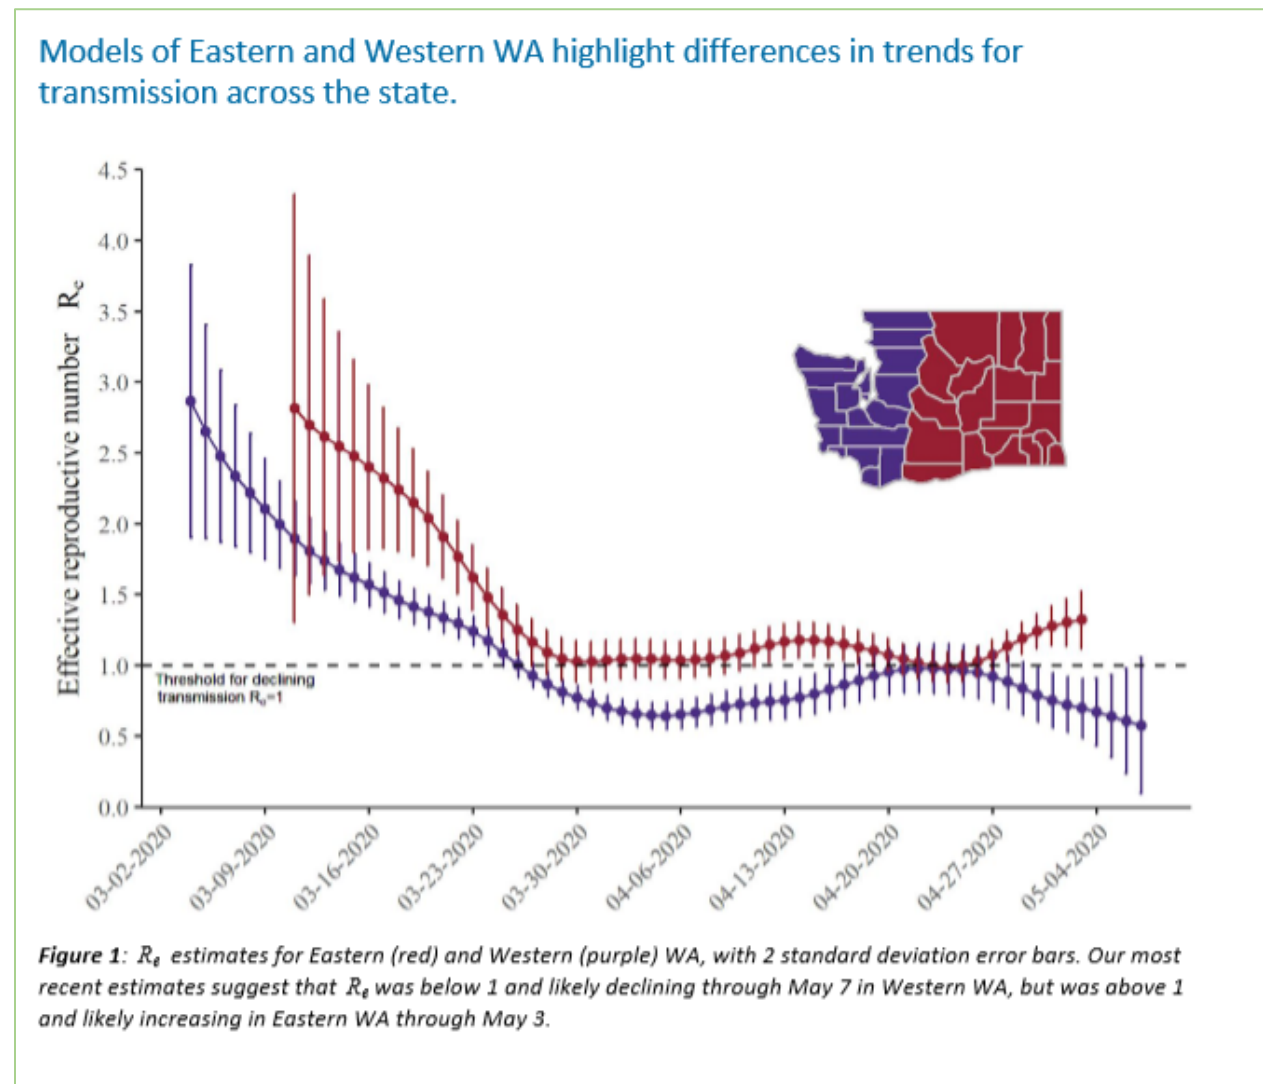 Models of Eastern and Western WA highlight differences in trends for
transmission across the state.
Effective reproductive number Re
4.5
4.0
3.5
3.0
2.5
2.0
1.5
1.0
0.5
0.0
Threshold for declining
transmission Re=1
03-02-2020
03-09-2020
03-16-2020
03-23-2020
03-30-2020
04-06-2020
04-13-2020
04-20-2020
04-27-2020
05-04-2020
Figure 1: Re estimates for Eastern (red) and Western (purple) WA, with 2 standard deviation error bars. Our most
recent estimates suggest that Re was below 1 and likely declining through May 7 in Western WA, but was above 1
and likely increasing in Eastern WA through May 3.